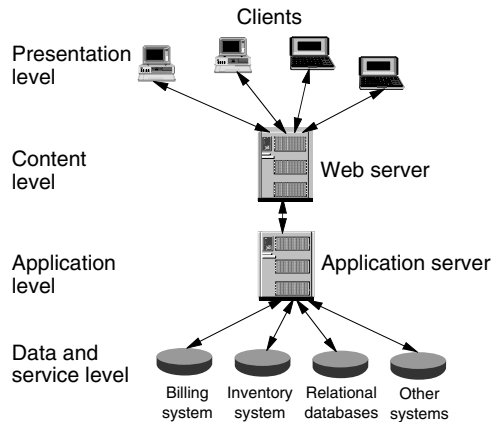 Clients
Presentation
level
Content
level
Web server
Application
level
Application server
Data and
service level
Billing
system
Inventory
system
Relational
databases
Other
systems